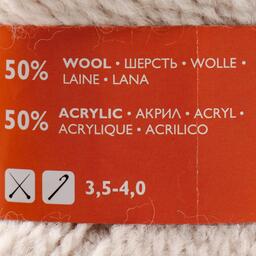 50% WOOL • ШЕРСТЬ • WOLLE •
LAINE • LANA
50% ACRYLIC • АКРИЛ • ACRYL •
ACRYLIQUE • ACRILICO
3,5-4,0